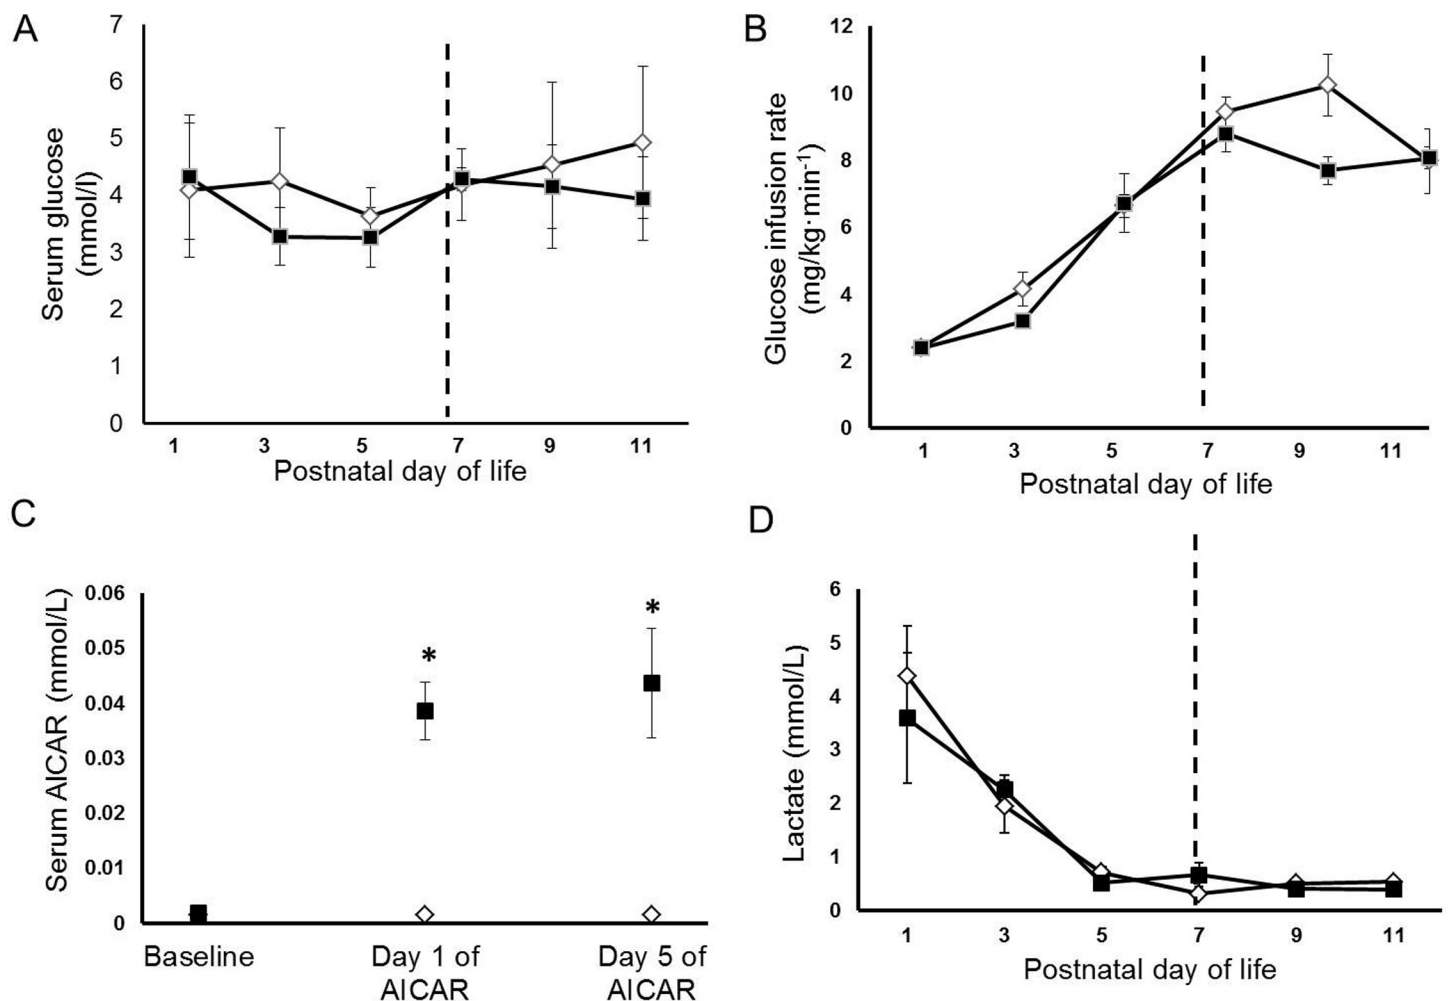 A
7
6
5
4
3
2
1
0
Serum glucose
(mmol/l)
1 3 5 7 9 11
Postnatal day of life
B
12
10
8
6
4
2
0
Glucose infusion rate
(mg/kg·min⁻¹)
1 3 5 7 9 11
Postnatal day of life
C
0.06
0.05
0.04
0.03
0.02
0.01
0
Serum AICAR (mmol/L)
*
*
Baseline
Day 1 of
AICAR
Day 5 of
AICAR
D
6
5
4
3
2
1
0
Lactate (mmol/L)
1 3 5 7 9 11
Postnatal day of life